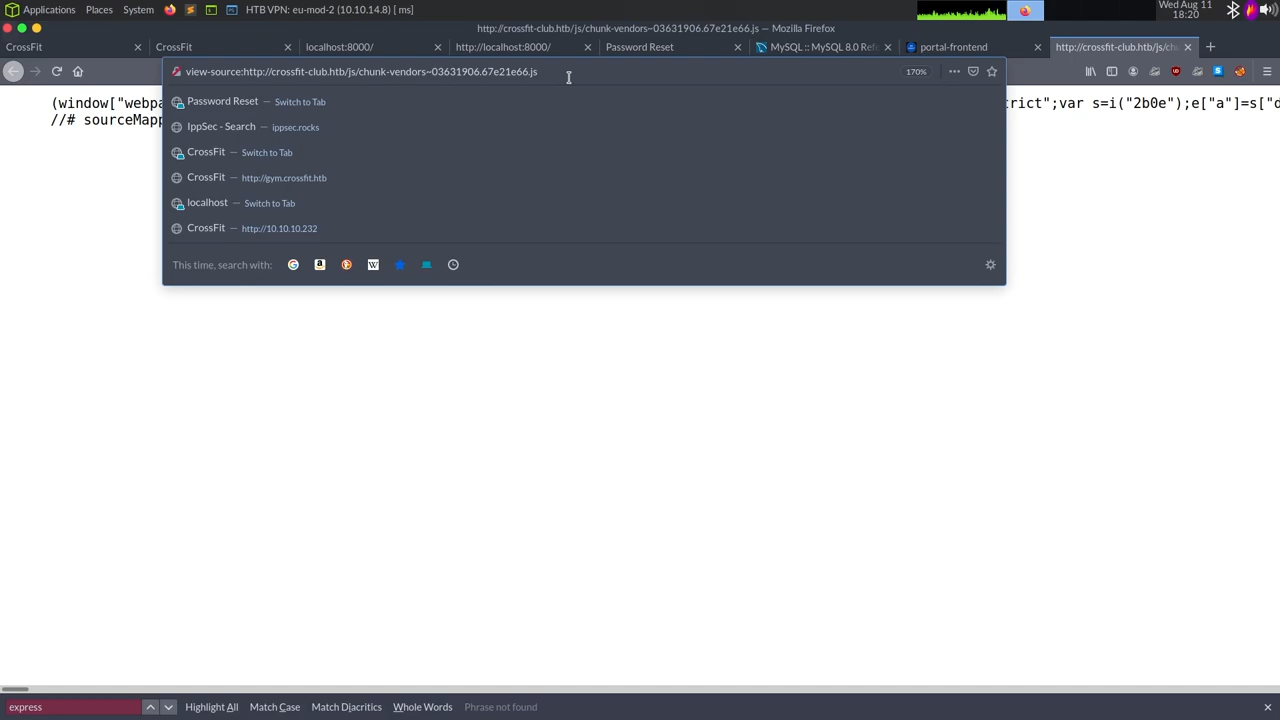 Applications Places System HTB VPN: eu-mod-2 (10.10.14.8) [ms] Wed Aug 11
18:20
http://crossfit-club.htb/js/chunk-vendors~03631906.67e21e66.js — Mozilla Firefox
CrossFit CrossFit localhost:8000/ http://localhost:8000/ Password Reset MySQL :: MySQL 8.0 Ref portal-frontend http://crossfit-club.htb/js/ch
view-source:http://crossfit-club.htb/js/chunk-vendors~03631906.67e21e66.js 170%
(window["webpa trict";var s=i("2b0e");e["a"]=s["d
//# sourceMapp
Password Reset — Switch to Tab
IppSec - Search — ippsec.rocks
CrossFit — Switch to Tab
CrossFit — http://gym.crossfit.htb
localhost — Switch to Tab
CrossFit — http://10.10.10.232
This time, search with:
express Highlight All Match Case Match Diacritics Whole Words Phrase not found